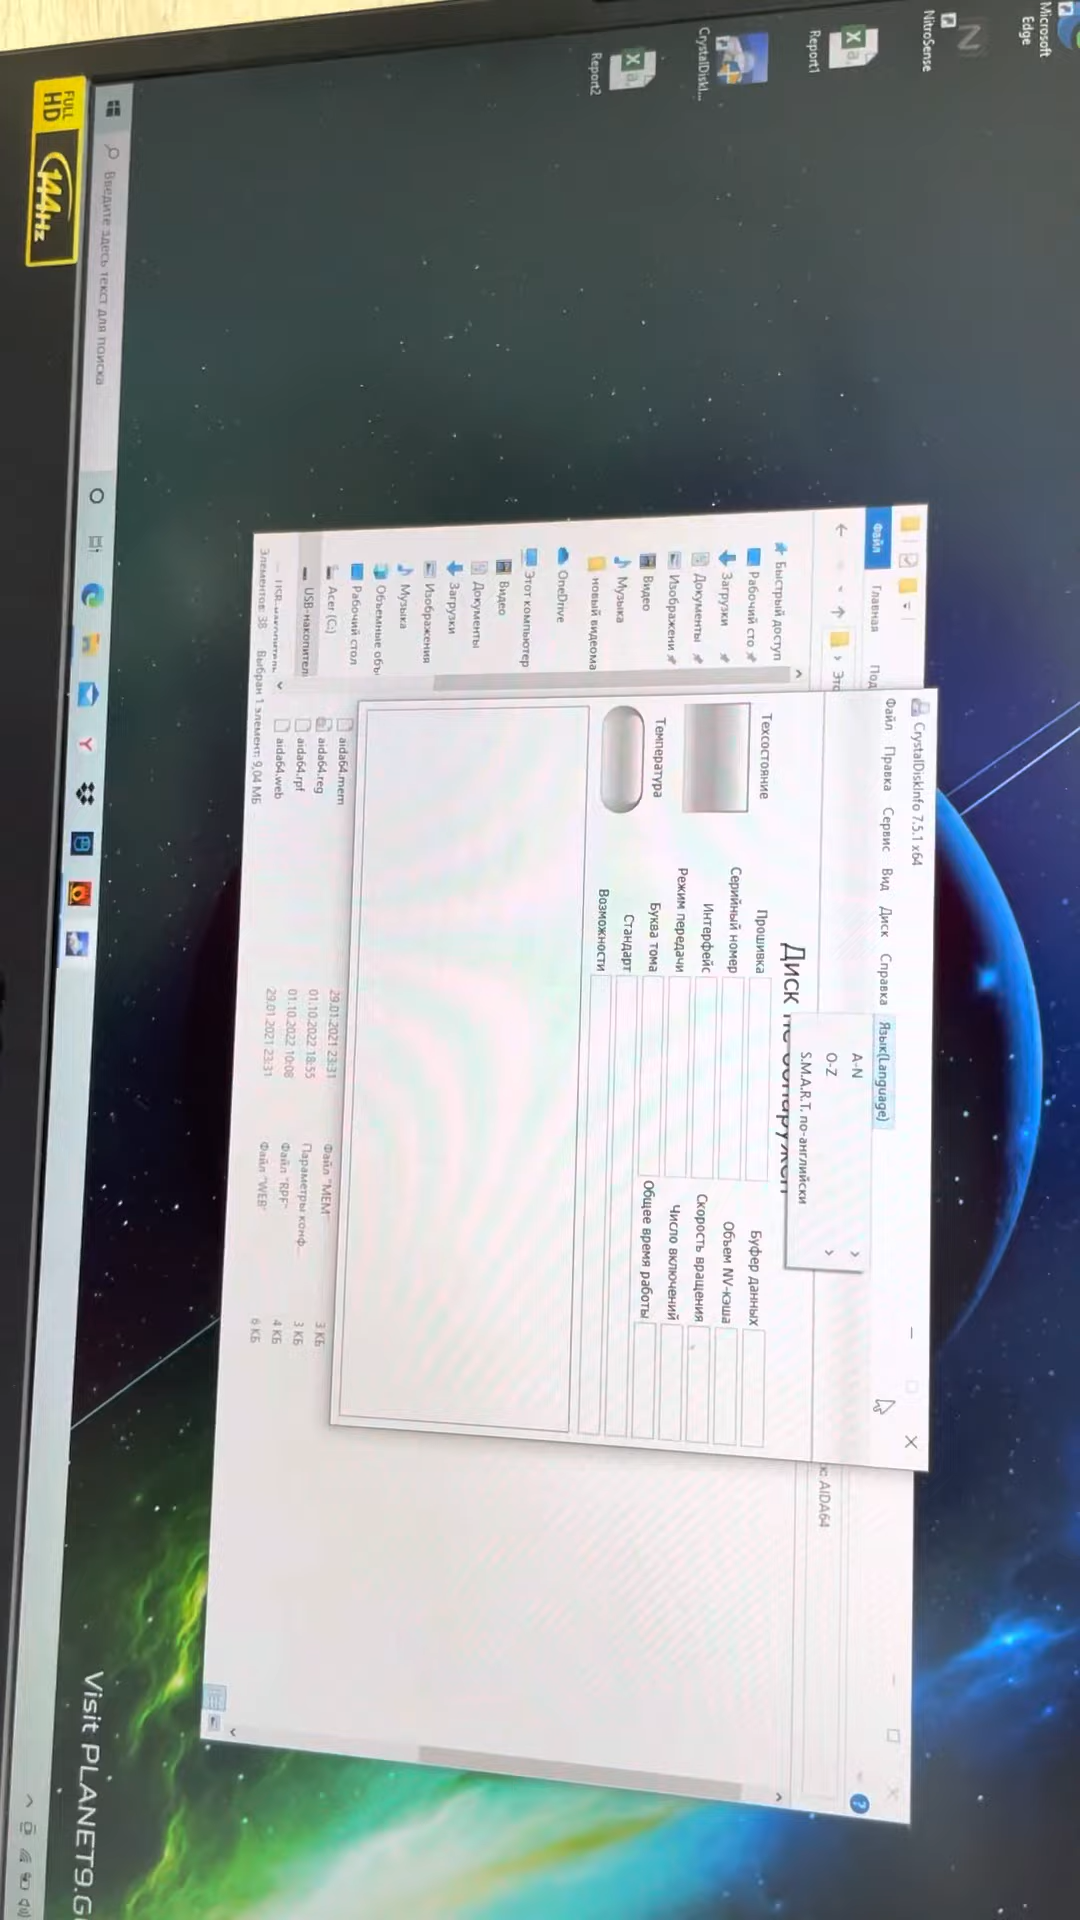 Microsoft
Edge
NitroSense
Report1
CrystalDiskI...
Report2
Файл
Главная
Под
Быстрый доступ
Рабочий сто
Загрузки
Документы
Изображени
Видео
Музыка
новый видеома
OneDrive
Этот компьютер
Видео
Документы
Загрузки
Изображения
Музыка
Объемные объ
Рабочий стол
Acer (C:)
USB-накопител
Элементов: 38
Выбран 1 элемент: 9,04 МБ
AIDA64
CrystalDiskInfo 7.5.1 x64
Файл Правка Сервис Вид Диск Справка Язык(Language)
A-N
O-Z
S.M.A.R.T. по-английски
Диск
Техсостояние
Температура
Прошивка
Серийный номер
Интерфейс
Режим передачи
Буква тома
Стандарт
Возможности
Буфер данных
Объем NV-кэша
Скорость вращения
Число включений
Общее время работы
aida64.mem 29.01.2021 23:31 Файл "MEM" 3 КБ
aida64.reg 01.10.2022 18:55 Параметры конф... 3 КБ
aida64.rpf 01.10.2022 10:08 Файл "RPF" 4 КБ
aida64.web 29.01.2021 23:31 Файл "WEB" 6 КБ
Введите здесь текст для поиска
Visit PLANET9.G
FULL
HD
144Hz